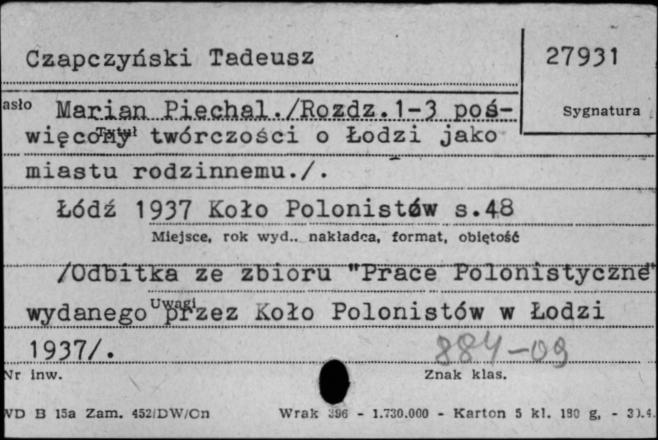 Czapczyński Tadeusz
27931
asło Marian Piechal./Rozdz.1-3 poś-
Sygnatura
Tytuł
więcony twórczości o Łodzi jako
miastu rodzinnemu./.
Łódź 1937 Koło Polonistów s.48
Miejsce, rok wyd., nakładca, format, objętość
/Odbitka ze zbioru "Prace Polonistyczne"
Uwagi
wydanego przez Koło Polonistów w Łodzi
1937/.
884-09
Nr inw.
Znak klas.
WD B 15a Zam. 452/DW/Cn Wrak 396 - 1.730.000 - Karton 5 kl. 180 g, -